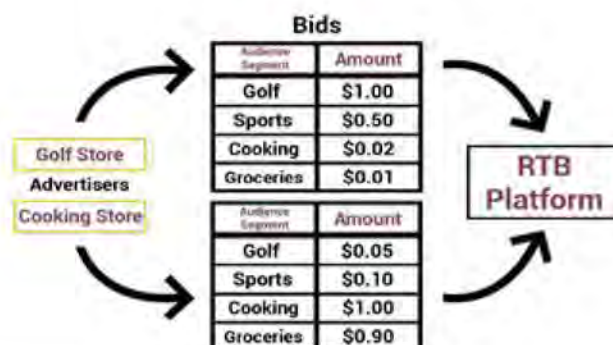 Bids
Audience Segment Amount
Golf $1.00
Sports $0.50
Cooking $0.02
Groceries $0.01
Golf Store
Advertisers
Cooking Store
RTB
Platform
Audience Segment Amount
Golf $0.05
Sports $0.10
Cooking $1.00
Groceries $0.90